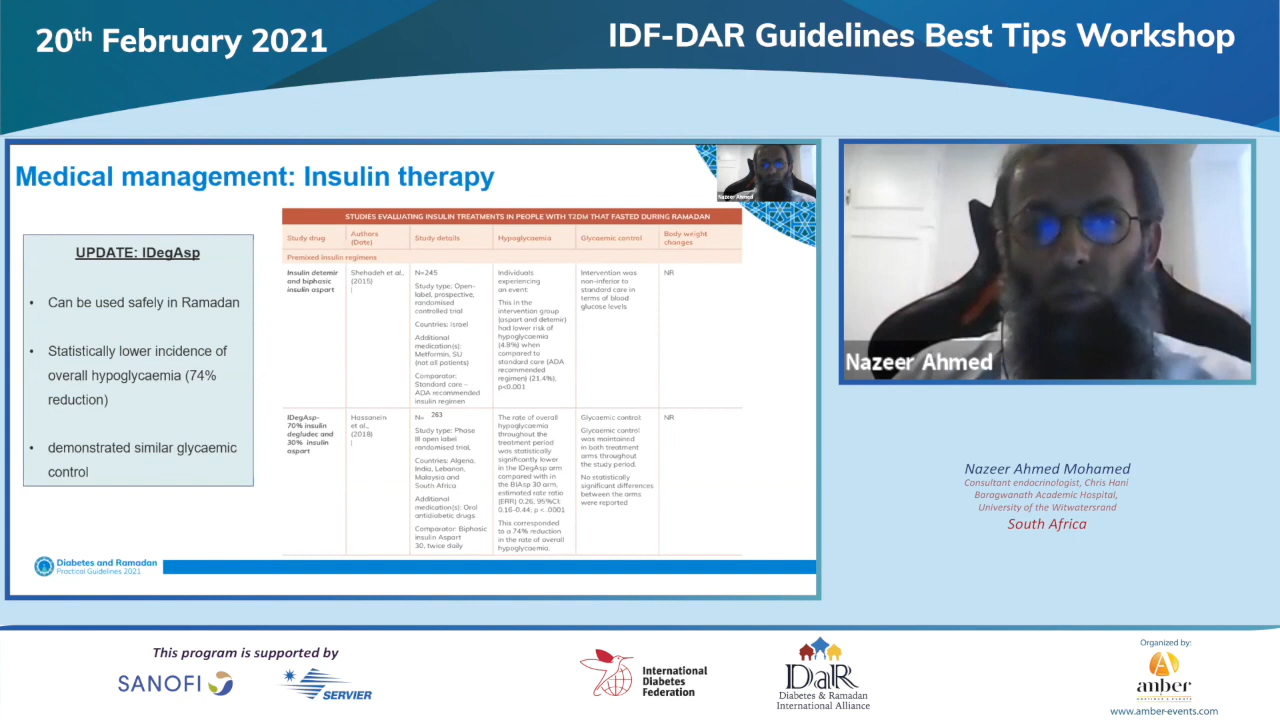 20th February 2021
IDF-DAR Guidelines Best Tips Workshop
Medical management: Insulin therapy
Nazeer Ahmed
UPDATE: IDegAsp
• Can be used safely in Ramadan
• Statistically lower incidence of
overall hypoglycaemia (74%
reduction)
• demonstrated similar glycaemic
control
STUDIES EVALUATING INSULIN TREATMENTS IN PEOPLE WITH T2DM THAT FASTED DURING RAMADAN
Study drug
Authors
(Date)
Study details
Hypoglycaemia
Glycaemic control
Body weight
changes
Premixed insulin regimens
Insulin detemir
and biphasic
insulin aspart
Shehadeh et al.,
(2015)
N=245
Study type: Open-
label, prospective,
randomised
controlled trial
Countries: Israel
Additional
medication(s):
Metformin, SU
(not all patients)
Comparator:
Standard care –
ADA recommended
insulin regimen
Individuals
experiencing
an event:
This in the
intervention group
(aspart and detemir)
had lower risk of
hypoglycaemia
(4.8%) when
compared to
standard care (ADA
recommended
regimen) (21.4%),
p<0.001
Intervention was
non-inferior to
standard care in
terms of blood
glucose levels
NR
IDegAsp-
70% insulin
degludec and
30% insulin
aspart
Hassanein
et al.,
(2018)
N= 263
Study type: Phase
III open label
randomised trial,
Countries: Algeria,
India, Lebanon,
Malaysia and
South Africa
Additional
medication(s): Oral
antidiabetic drugs
Comparator: Biphasic
insulin Aspart
30, twice daily
The rate of overall
hypoglycaemia
throughout the
treatment period
was statistically
significantly lower
in the IDegAsp arm
compared with in
the BIAsp 30 arm,
estimated rate ratio
(ERR) 0.26, 95%CI:
0.16-0.44, p < .0001
This corresponded
to a 74% reduction
in the rate of overall
hypoglycaemia.
Glycaemic control:
Glycaemic control
was maintained
in both treatment
arms throughout
the study period.
No statistically
significant differences
between the arms
were reported
NR
Diabetes and Ramadan
Practical Guidelines 2021
Nazeer Ahmed
Nazeer Ahmed Mohamed
Consultant endocrinologist, Chris Hani
Baragwanath Academic Hospital,
University of the Witwatersrand
South Africa
This program is supported by
SANOFI
SERVIER
International
Diabetes
Federation
DaR
Diabetes & Ramadan
International Alliance
Organized by:
anber
www.amber-events.com